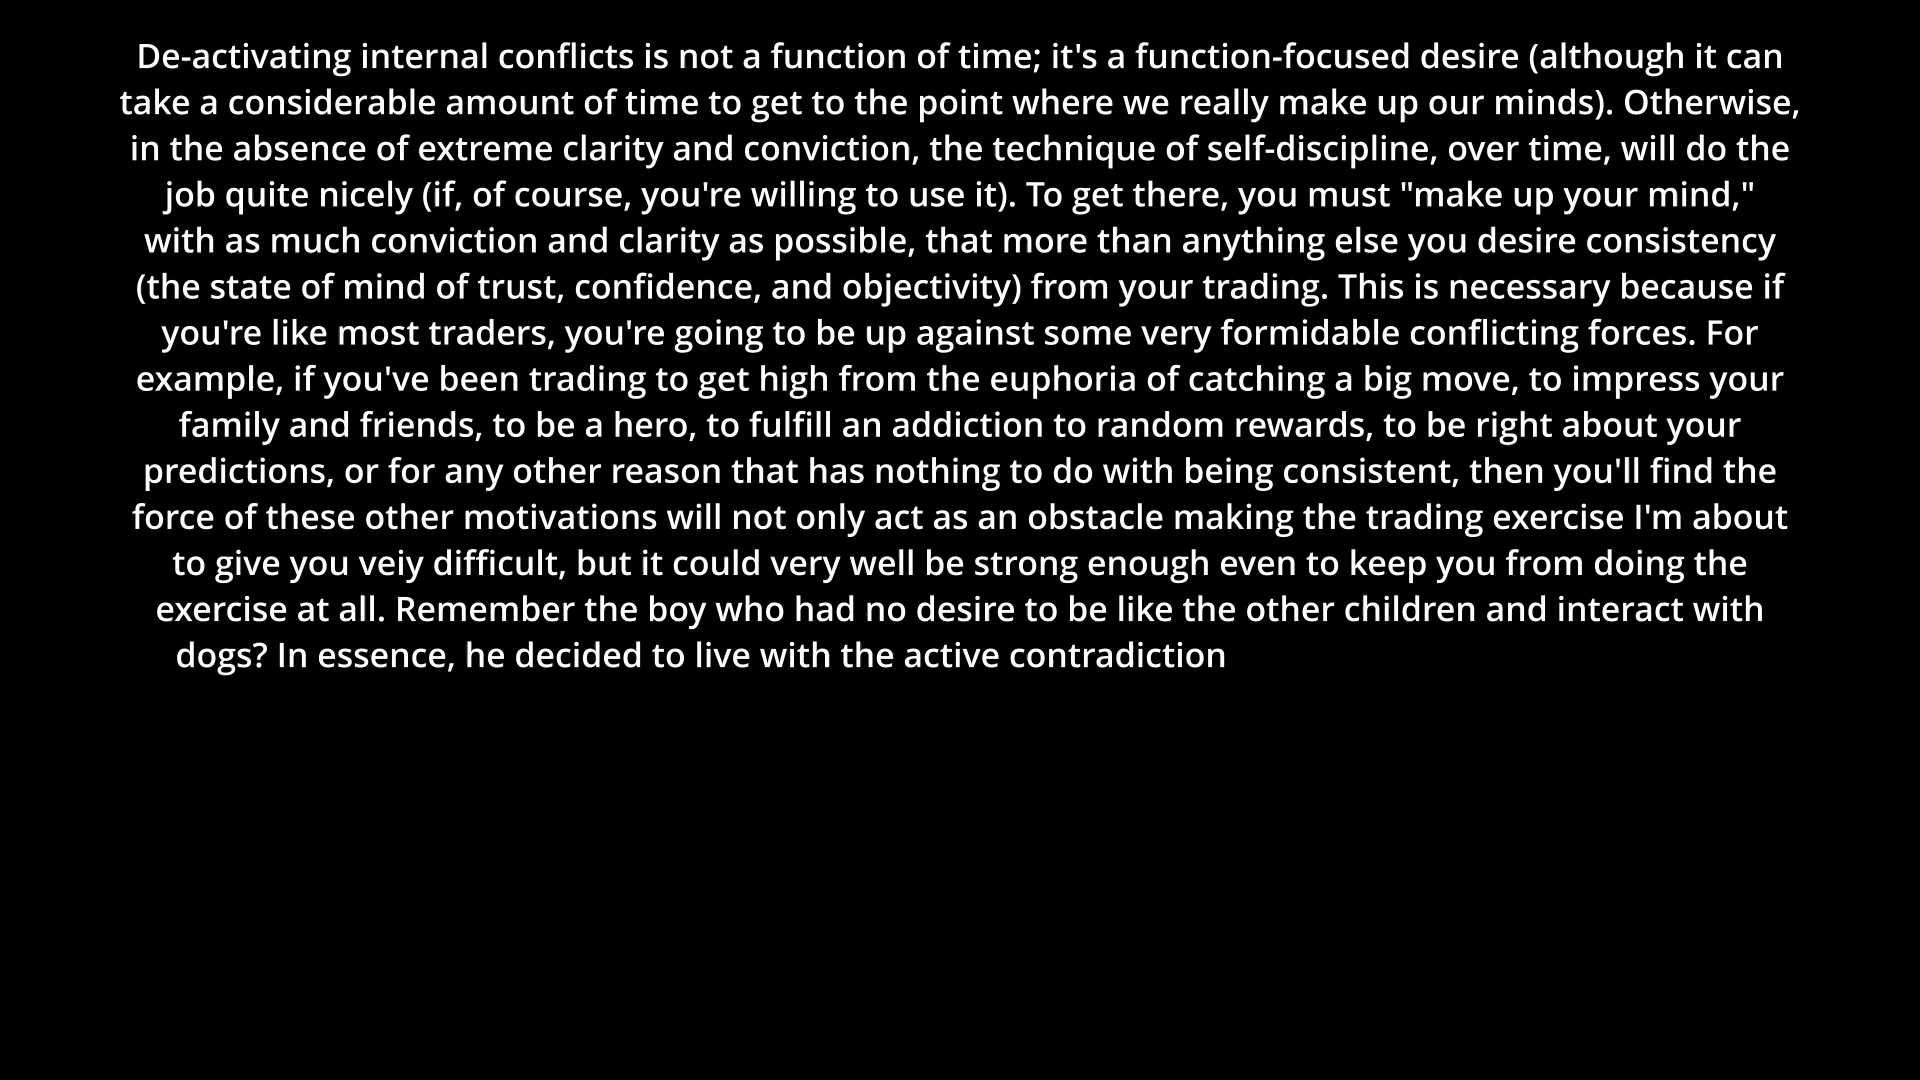 De-activating internal conflicts is not a function of time; it's a function-focused desire (although it can
take a considerable amount of time to get to the point where we really make up our minds). Otherwise,
in the absence of extreme clarity and conviction, the technique of self-discipline, over time, will do the
job quite nicely (if, of course, you're willing to use it). To get there, you must "make up your mind,"
with as much conviction and clarity as possible, that more than anything else you desire consistency
(the state of mind of trust, confidence, and objectivity) from your trading. This is necessary because if
you're like most traders, you're going to be up against some very formidable conflicting forces. For
example, if you've been trading to get high from the euphoria of catching a big move, to impress your
family and friends, to be a hero, to fulfill an addiction to random rewards, to be right about your
predictions, or for any other reason that has nothing to do with being consistent, then you'll find the
force of these other motivations will not only act as an obstacle making the trading exercise I'm about
to give you veiy difficult, but it could very well be strong enough even to keep you from doing the
exercise at all. Remember the boy who had no desire to be like the other children and interact with
dogs? In essence, he decided to live with the active contradiction